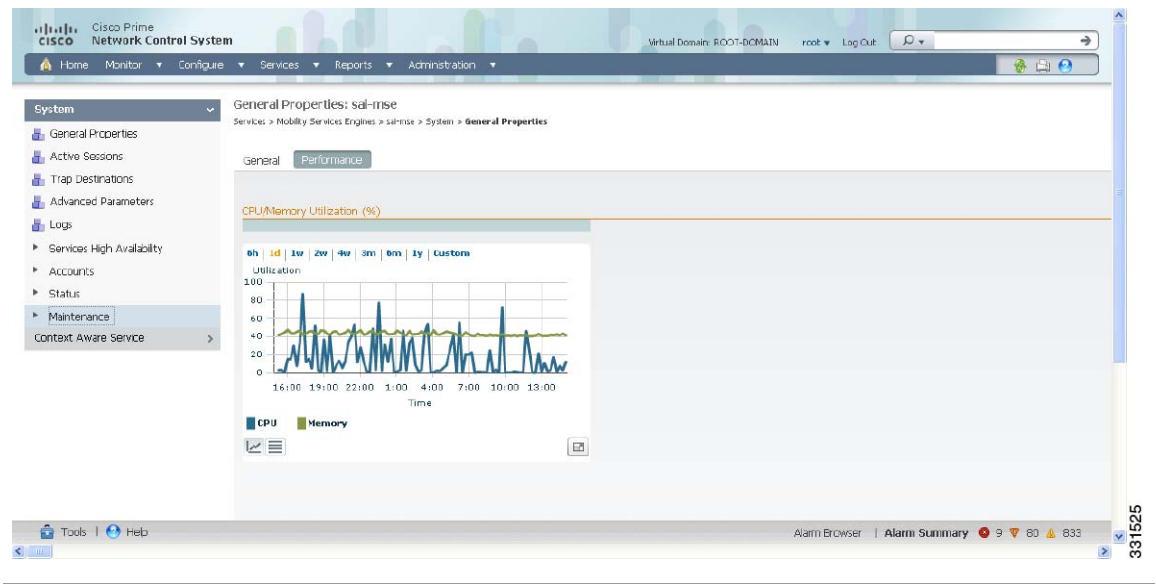 Cisco Prime
CISCO Network Control System
Virtual Domain: ROOT-DOMAIN root Log Out
Home Monitor Configure Services Reports Administration
System
General Properties
Active Sessions
Trap Destinations
Advanced Parameters
Logs
Services High Availability
Accounts
Status
Maintenance
Context Aware Service
General Properties: sal-mse
Services > Mobility Services Engines > sal-mse > System > General Properties
General Performance
CPU/Memory Utilization (%)
6h | 1d | 1w | 2w | 4w | 3m | 6m | 1y | Custom
Utilization
100
80
60
40
20
0
16:00 19:00 22:00 1:00 4:00 7:00 10:00 13:00
Time
CPU Memory
Tools | Help
Alarm Browser | Alarm Summary 9 80 833
331525